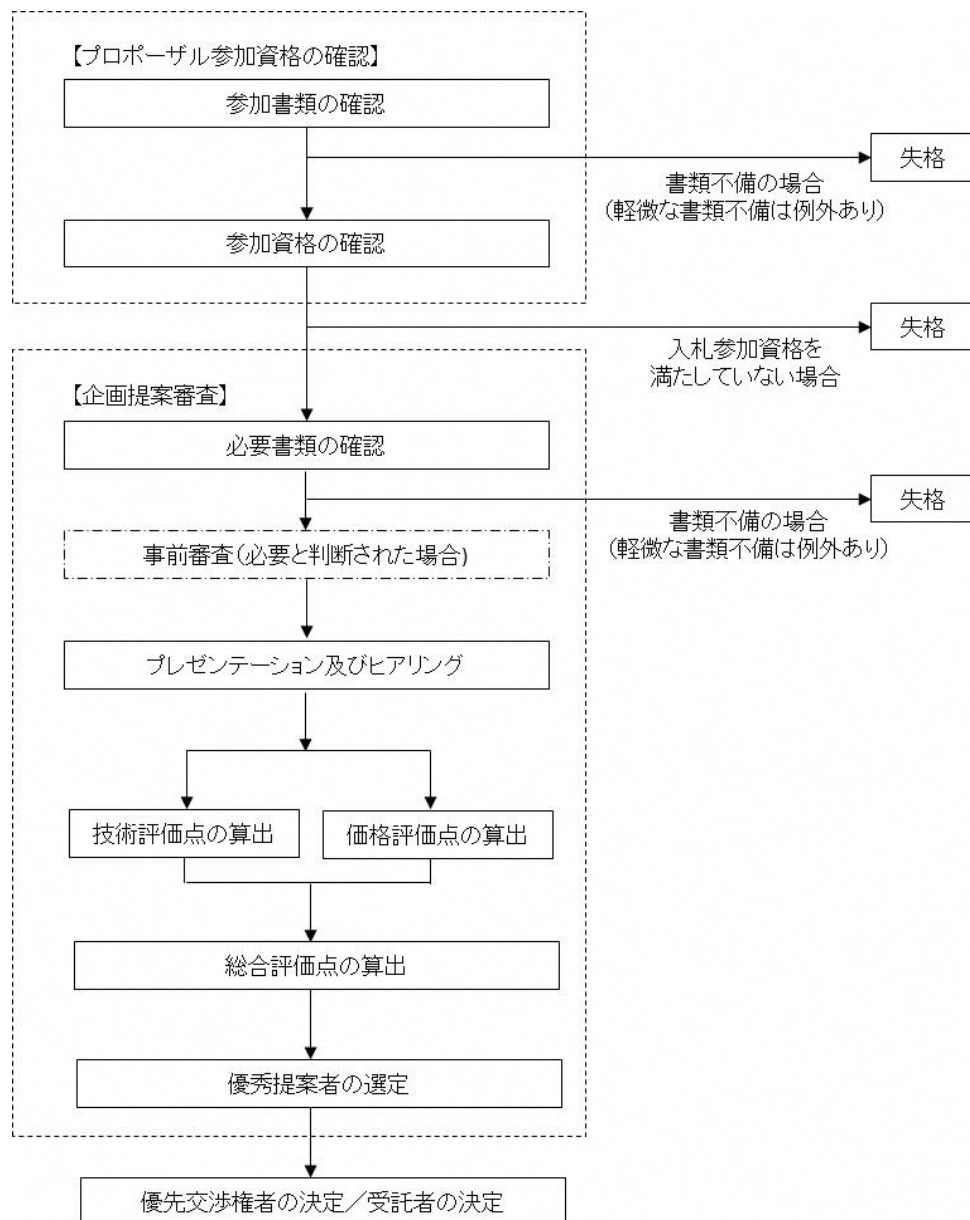 【プロポーザル参加資格の確認】
参加書類の確認
失格
書類不備の場合
(軽微な書類不備は例外あり)
参加資格の確認
失格
入札参加資格を
満たしていない場合
【企画提案審査】
必要書類の確認
失格
書類不備の場合
(軽微な書類不備は例外あり)
事前審査(必要と判断された場合)
プレゼンテーション及びヒアリング
技術評価点の算出
価格評価点の算出
総合評価点の算出
優秀提案者の選定
優先交渉権者の決定/受託者の決定